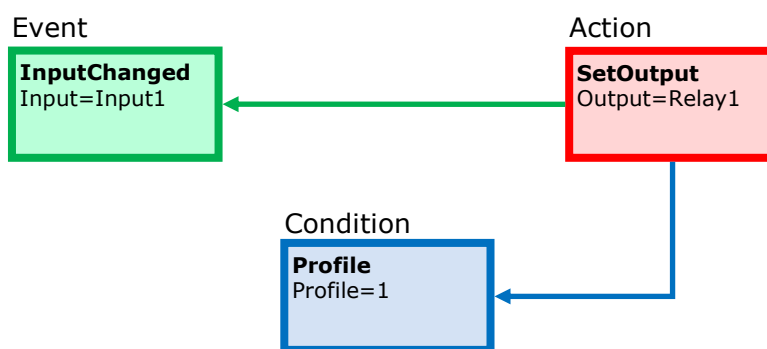 Event
InputChanged
Input=Input1
Action
SetOutput
Output=Relay1
Condition
Profile
Profile=1